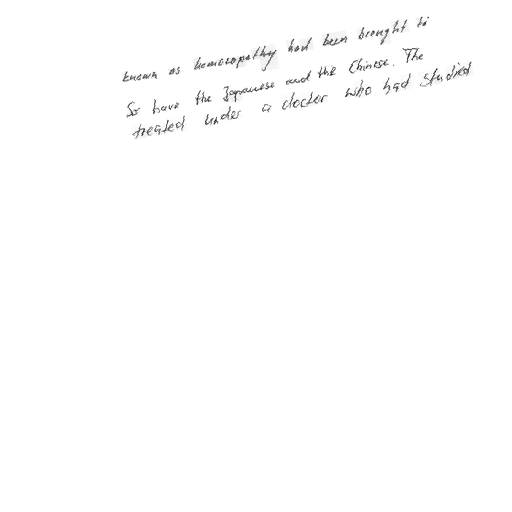 known as homoeopathy had been brought to
So have the Japanese and the Chinese. The
treated under a doctor who had studied